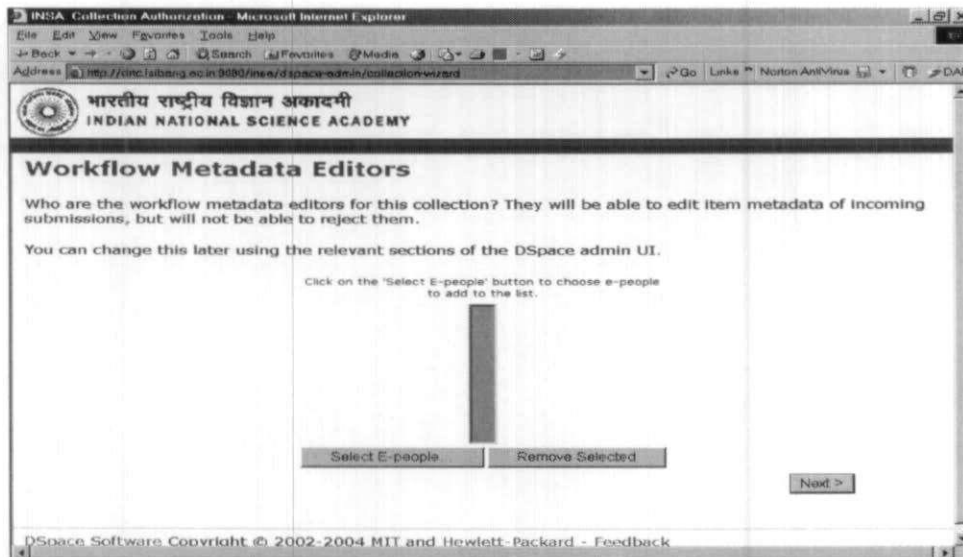 INSA: Collection Authorization - Microsoft Internet Explorer
File Edit View Favorites Tools Help
Back Search Favorites Media
Address Go Links Norton AntiVirus DAP
भारतीय राष्ट्रीय विज्ञान अकादमी
INDIAN NATIONAL SCIENCE ACADEMY
Workflow Metadata Editors
Who are the workflow metadata editors for this collection? They will be able to edit item metadata of incoming
submissions, but will not be able to reject them.
You can change this later using the relevant sections of the DSpace admin UI.
Click on the 'Select E-people' button to choose e-people
to add to the list.
Select E-people... Remove Selected
Next >
DSpace Software Copyright © 2002-2004 MIT and Hewlett-Packard - Feedback